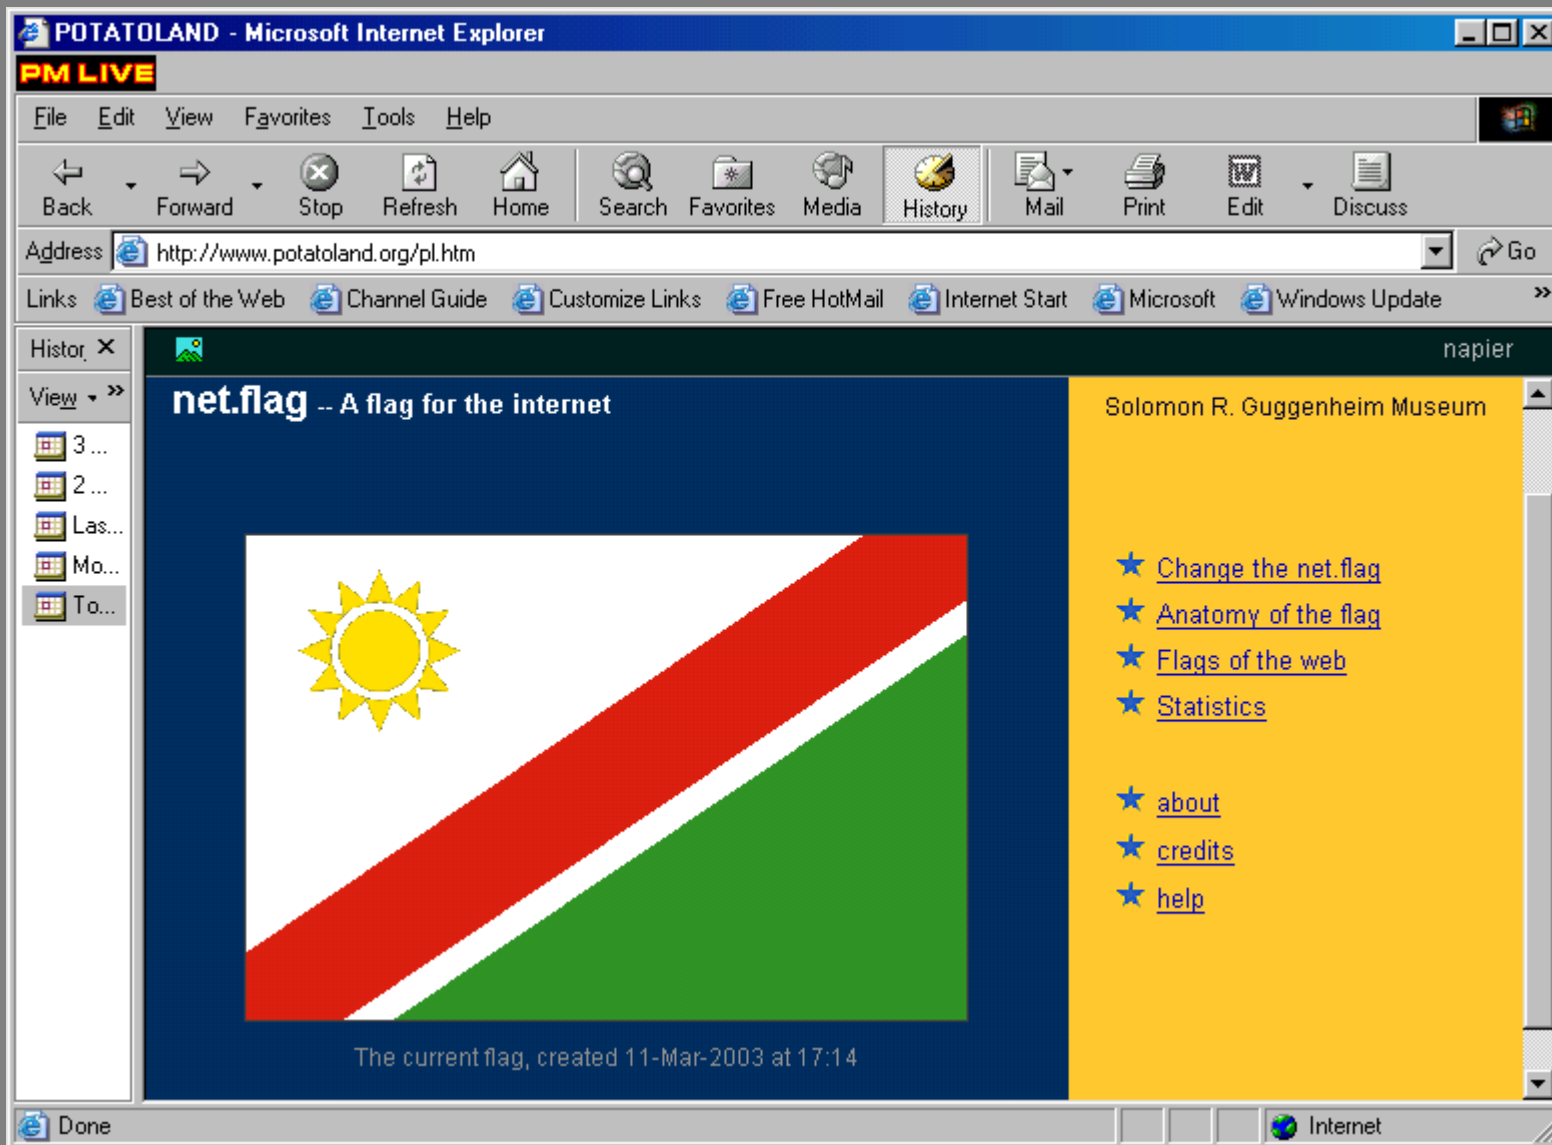 POTATOLAND - Microsoft Internet Explorer
PM LIVE
File Edit View Favorites Tools Help
Back Forward Stop Refresh Home Search Favorites Media History Mail Print Edit Discuss
Address http://www.potatoland.org/pl.htm Go
Links Best of the Web Channel Guide Customize Links Free HotMail Internet Start Microsoft Windows Update »
Histor
napier
View »
net.flag -- A flag for the internet
Solomon R. Guggenheim Museum
3 ...
2 ...
Las...
Mo...
To...
Change the net.flag
Anatomy of the flag
Flags of the web
Statistics
about
credits
help
The current flag, created 11-Mar-2003 at 17:14
Done
Internet